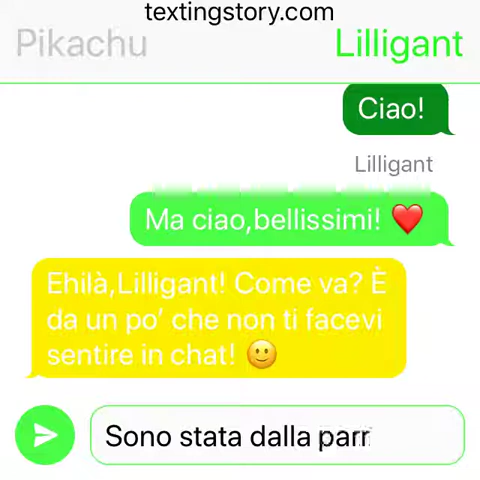 textingstory.com
Pikachu
Lilligant
Ciao!
Lilligant
Ma ciao,bellissimi! ❤️
Ehilà,Lilligant! Come va? È
da un po’ che non ti facevi
sentire in chat! 🙂
Sono stata dalla parr